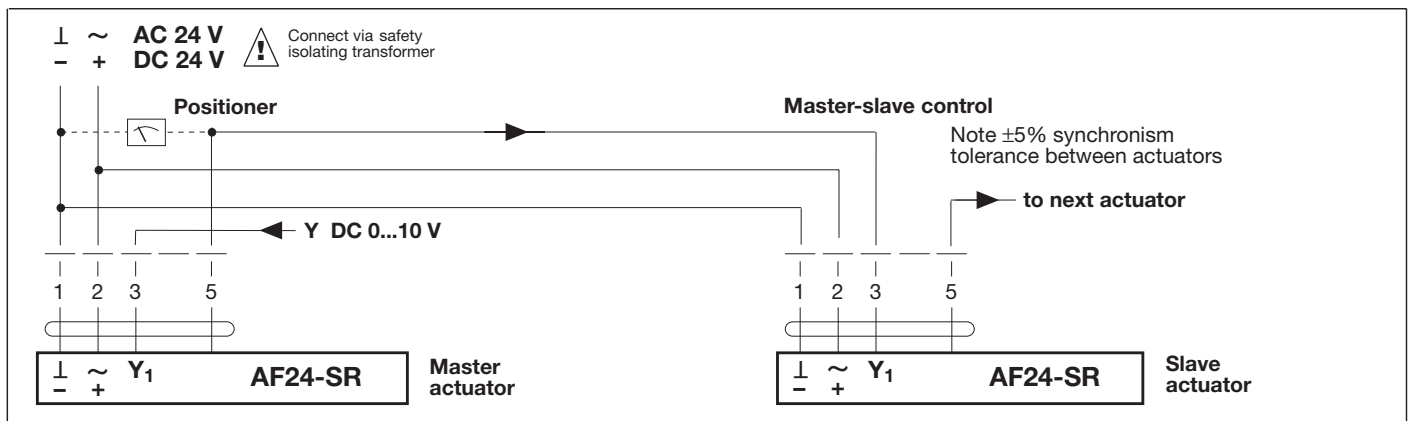 ⊥ ~ AC 24 V
– + DC 24 V
! Connect via safety
isolating transformer
Positioner
Master-slave control
Note ±5% synchronism
tolerance between actuators
to next actuator
Y DC 0...10 V
1 2 3 5
1 2 3 5
⊥ ~ Y₁ AF24-SR
– +
Master
actuator
⊥ ~ Y₁ AF24-SR
– +
Slave
actuator